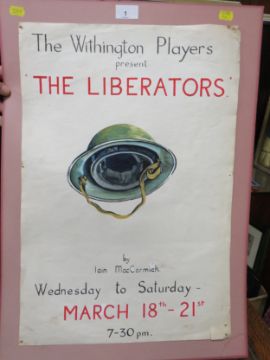 The Withington Players
present
"THE LIBERATORS."
by
Iain MacCormick
Wednesday to Saturday -
MARCH 18th - 21st
7-30 pm.